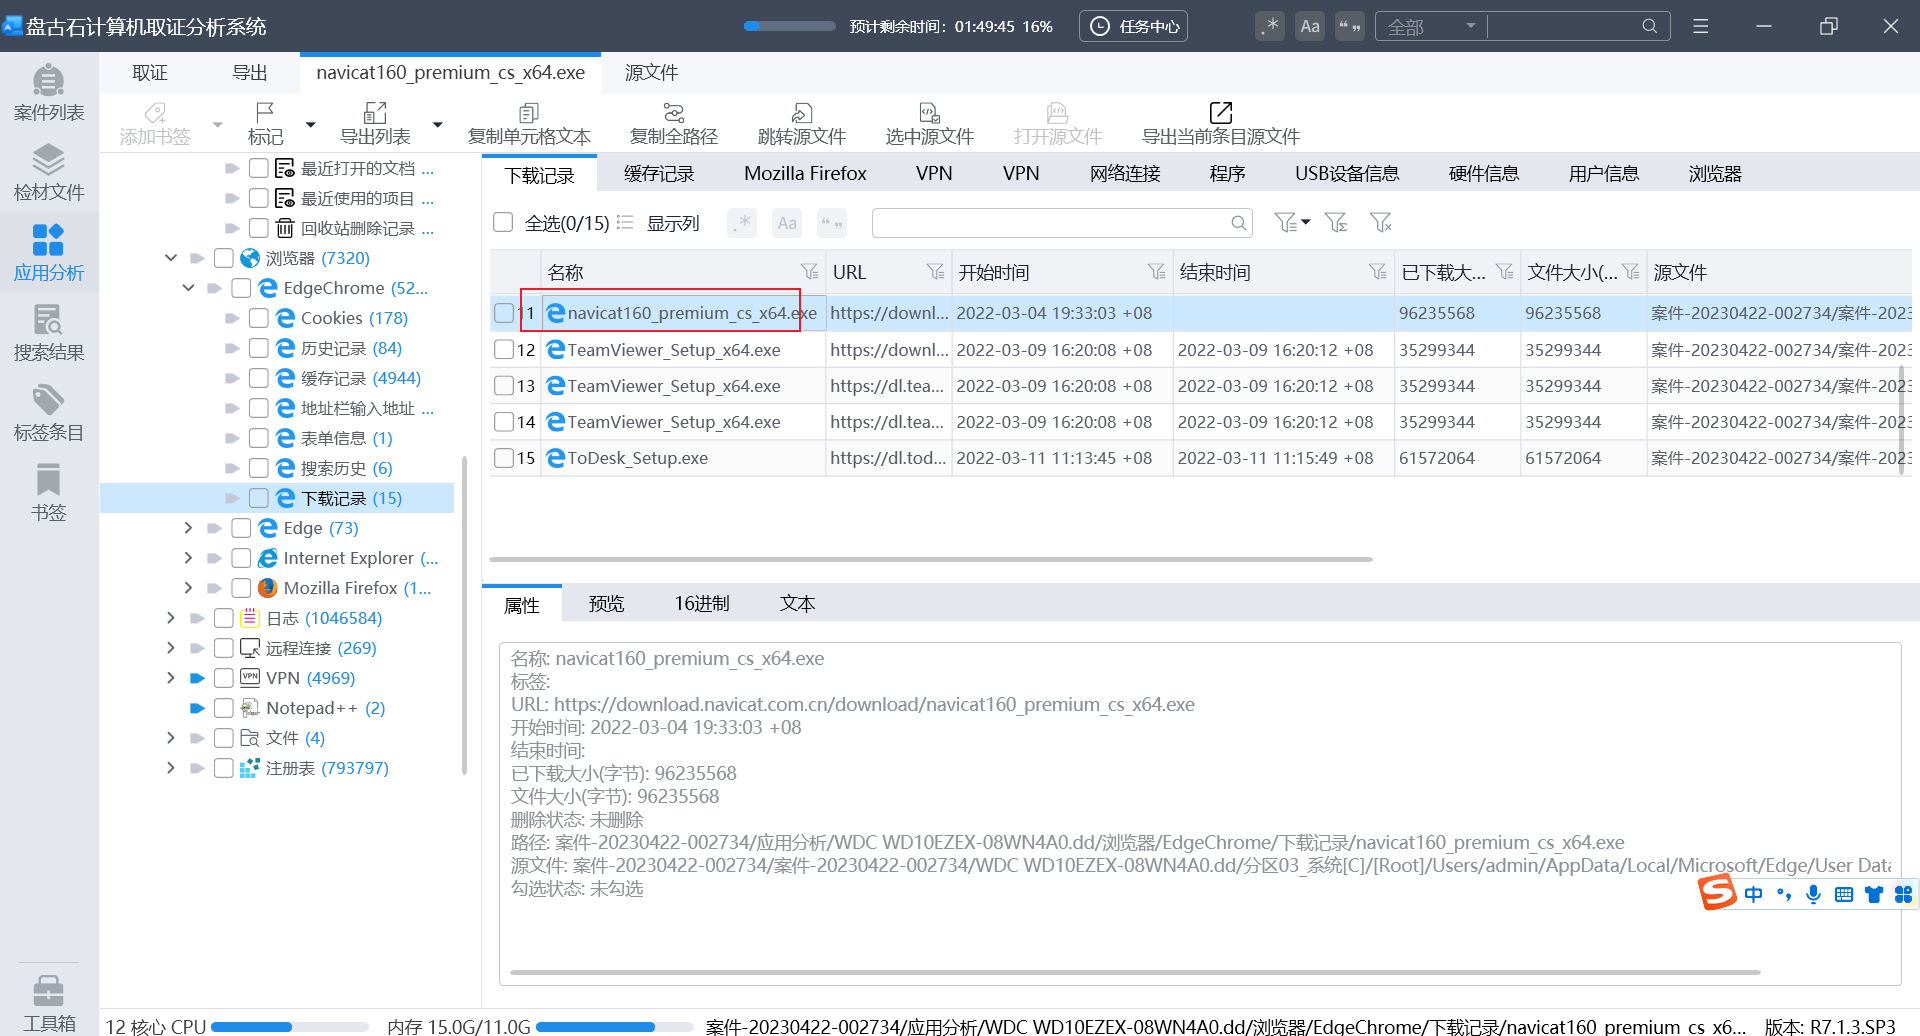 盘古石计算机取证分析系统
预计剩余时间: 01:49:45 16%
任务中心
.* Aa “ ”
全部
取证 导出 navicat160_premium_cs_x64.exe 源文件
添加书签 标记 导出列表 复制单元格文本 复制全路径 跳转源文件 选中源文件 打开源文件 导出当前条目源文件
案件列表
检材文件
应用分析
搜索结果
标签条目
书签
工具箱
最近打开的文档 ...
最近使用的项目 ...
回收站删除记录 ...
浏览器 (7320)
EdgeChrome (52...
Cookies (178)
历史记录 (84)
缓存记录 (4944)
地址栏输入地址 ...
表单信息 (1)
搜索历史 (6)
下载记录 (15)
Edge (73)
Internet Explorer (...
Mozilla Firefox (1...
日志 (1046584)
远程连接 (269)
VPN VPN (4969)
Notepad++ (2)
文件 (4)
注册表 (793797)
下载记录 缓存记录 Mozilla Firefox VPN VPN 网络连接 程序 USB设备信息 硬件信息 用户信息 浏览器
全选(0/15) 显示列 .* Aa “ ”
名称 URL 开始时间 结束时间 已下载大... 文件大小(... 源文件
11 navicat160_premium_cs_x64.exe https://downl... 2022-03-04 19:33:03 +08 96235568 96235568 案件-20230422-002734/案件-2023
12 TeamViewer_Setup_x64.exe https://downl... 2022-03-09 16:20:08 +08 2022-03-09 16:20:12 +08 35299344 35299344 案件-20230422-002734/案件-2023
13 TeamViewer_Setup_x64.exe https://dl.tea... 2022-03-09 16:20:08 +08 2022-03-09 16:20:12 +08 35299344 35299344 案件-20230422-002734/案件-2023
14 TeamViewer_Setup_x64.exe https://dl.tea... 2022-03-09 16:20:08 +08 2022-03-09 16:20:12 +08 35299344 35299344 案件-20230422-002734/案件-2023
15 ToDesk_Setup.exe https://dl.tod... 2022-03-11 11:13:45 +08 2022-03-11 11:15:49 +08 61572064 61572064 案件-20230422-002734/案件-2023
属性 预览 16进制 文本
名称: navicat160_premium_cs_x64.exe
标签:
URL: https://download.navicat.com.cn/download/navicat160_premium_cs_x64.exe
开始时间: 2022-03-04 19:33:03 +08
结束时间:
已下载大小(字节): 96235568
文件大小(字节): 96235568
删除状态: 未删除
路径: 案件-20230422-002734/应用分析/WDC WD10EZEX-08WN4A0.dd/浏览器/EdgeChrome/下载记录/navicat160_premium_cs_x64.exe
源文件: 案件-20230422-002734/案件-20230422-002734/WDC WD10EZEX-08WN4A0.dd/分区03_系统[C]/[Root]/Users/admin/AppData/Local/Microsoft/Edge/User Data
勾选状态: 未勾选
中
12 核心 CPU 内存 15.0G/11.0G 案件-20230422-002734/应用分析/WDC WD10EZEX-08WN4A0.dd/浏览器/EdgeChrome/下载记录/navicat160_premium_cs_x6... 版本: R7.1.3.SP3